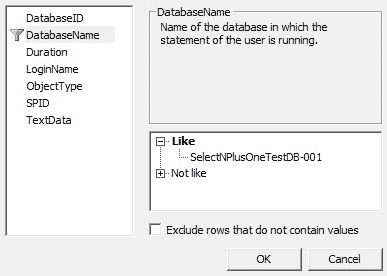 DatabaseID
DatabaseName
Duration
LoginName
ObjectType
SPID
TextData
DatabaseName
Name of the database in which the
statement of the user is running.
Like
SelectNPlusOneTestDB-001
Not like
Exclude rows that do not contain values
OK
Cancel